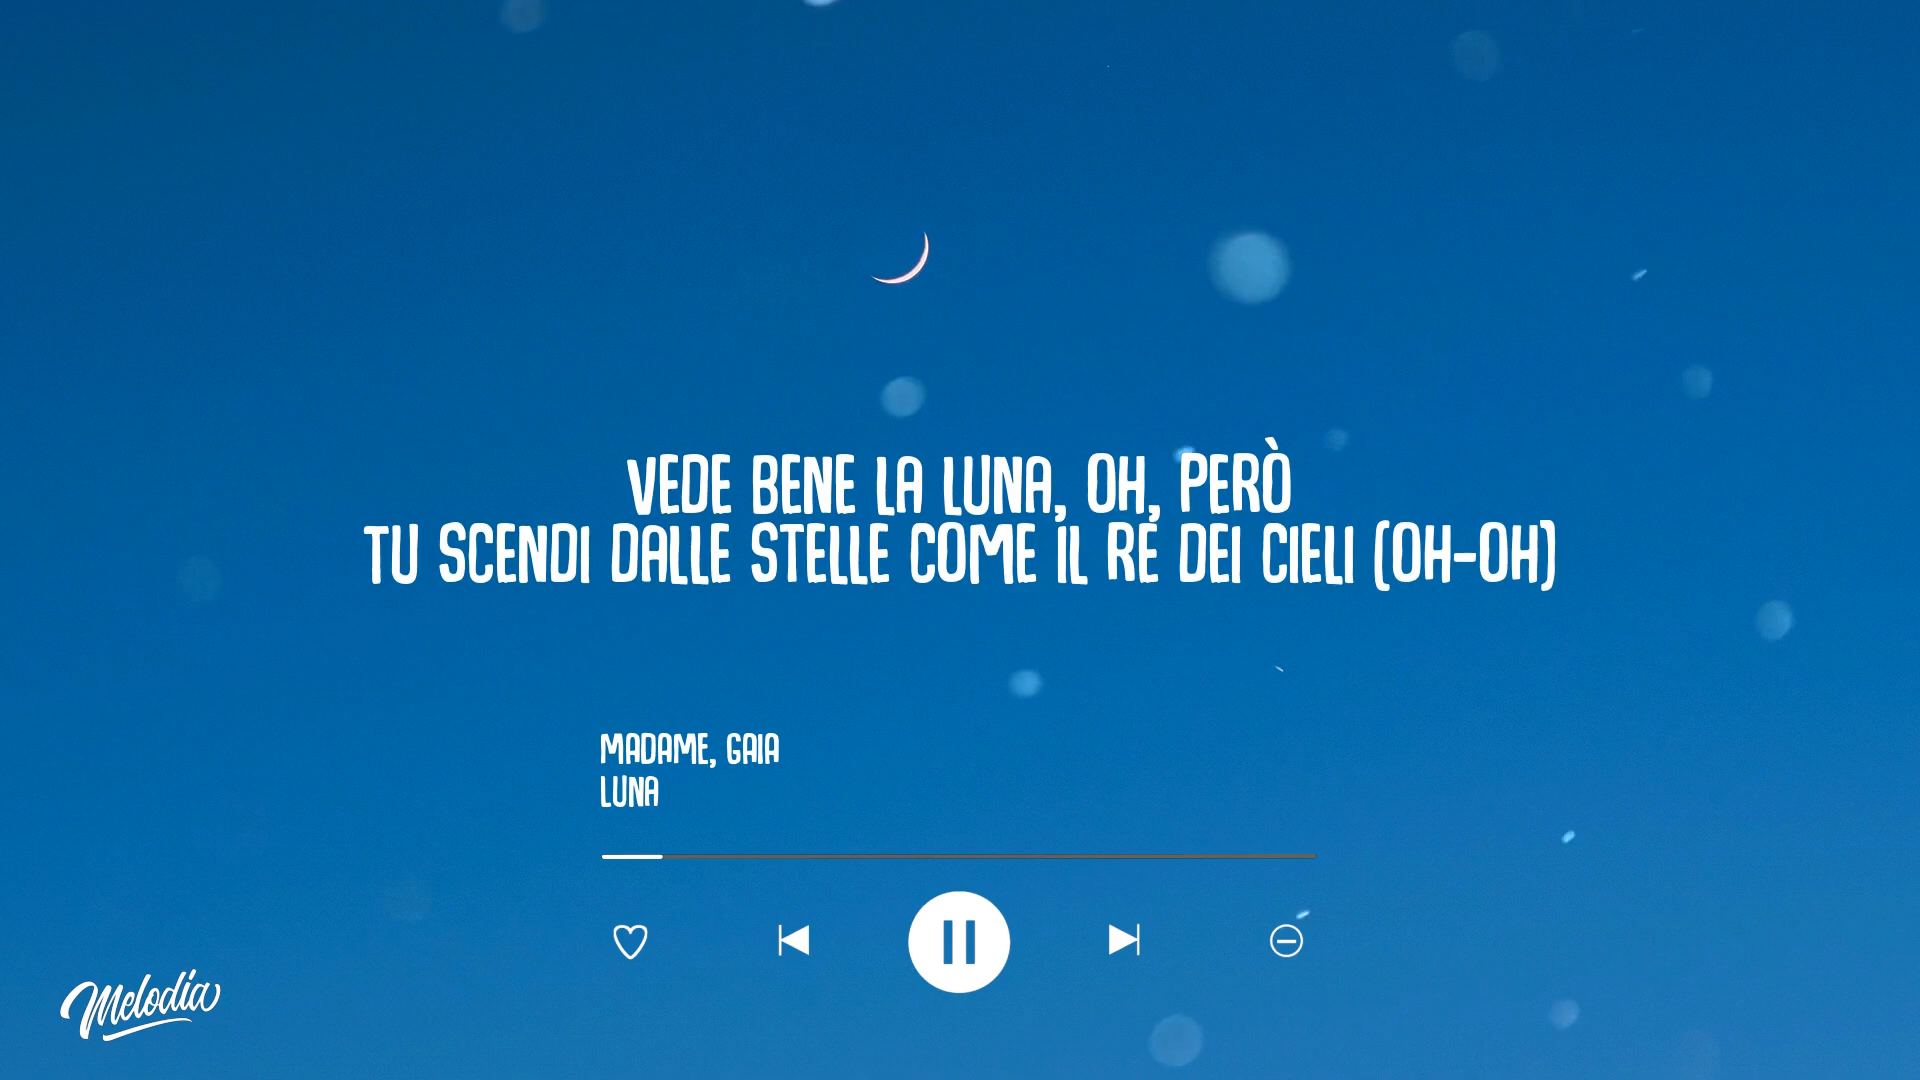 VEDE BENE LA LUNA, OH, PERÒ
TU SCENDI DALLE STELLE COME IL RE DEI CIELI (OH-OH)
MADAME, GAIA
LUNA
Melodia